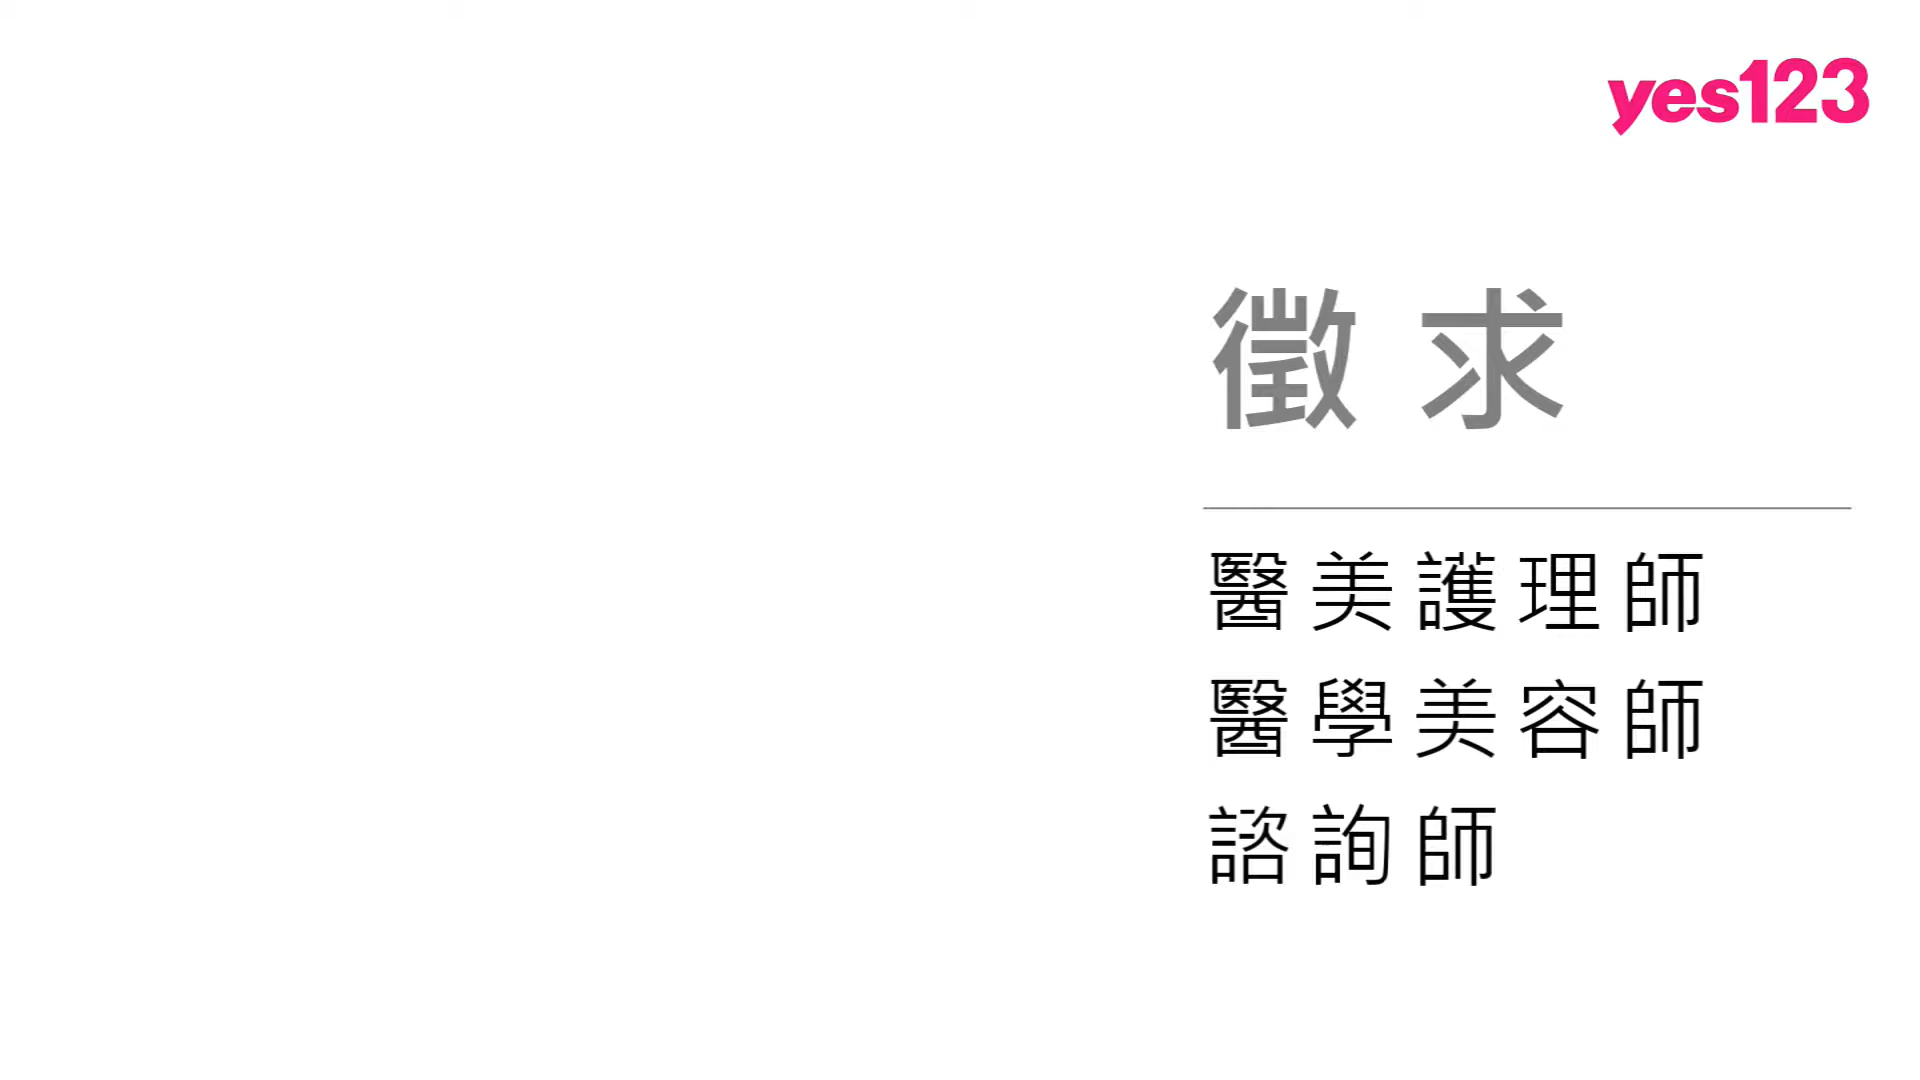 yes123
徵求
醫美護理師
醫學美容師
諮詢師